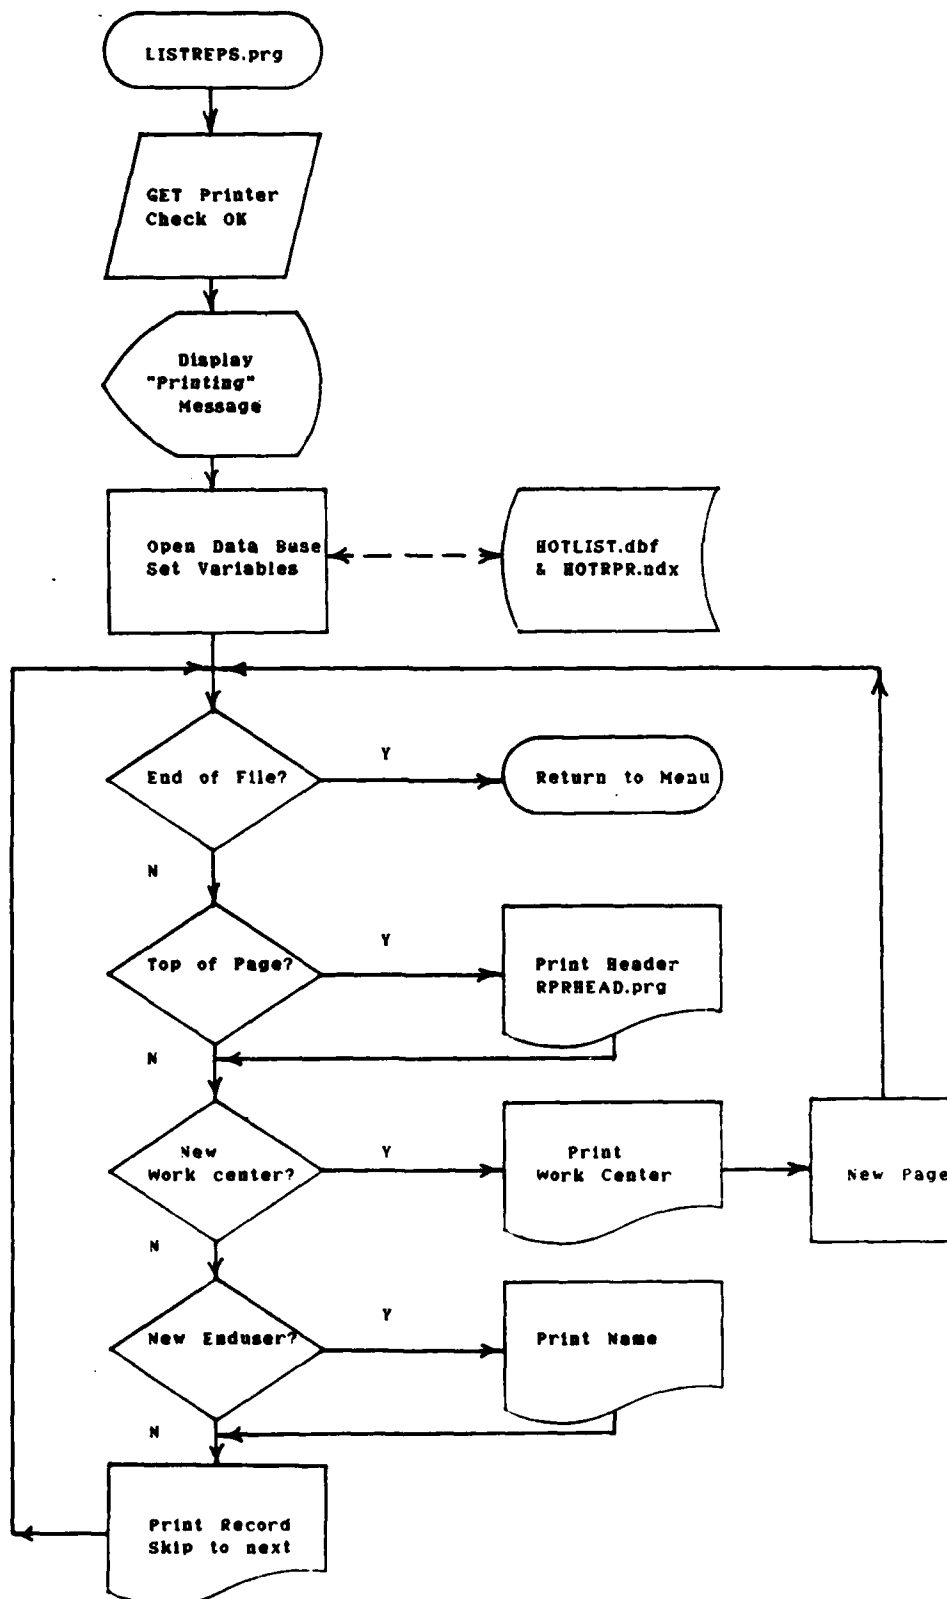 LISTREPS.prg
GET Printer
Check OK
Display
"Printing"
Message
Open Data Base
Set Variables
HOTLIST.dbf
& HOTRPR.ndx
End of File?
Y
Return to Menu
N
Top of Page?
Y
Print Header
RPRHEAD.prg
N
New
Work center?
Y
Print
Work Center
New Page
N
New Enduser?
Y
Print Name
N
Print Record
Skip to next